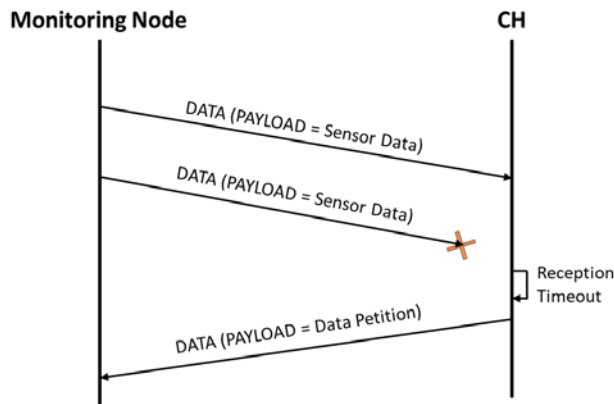 Monitoring Node
CH
DATA (PAYLOAD = Sensor Data)
DATA (PAYLOAD = Sensor Data)
Reception
Timeout
DATA (PAYLOAD = Data Petition)